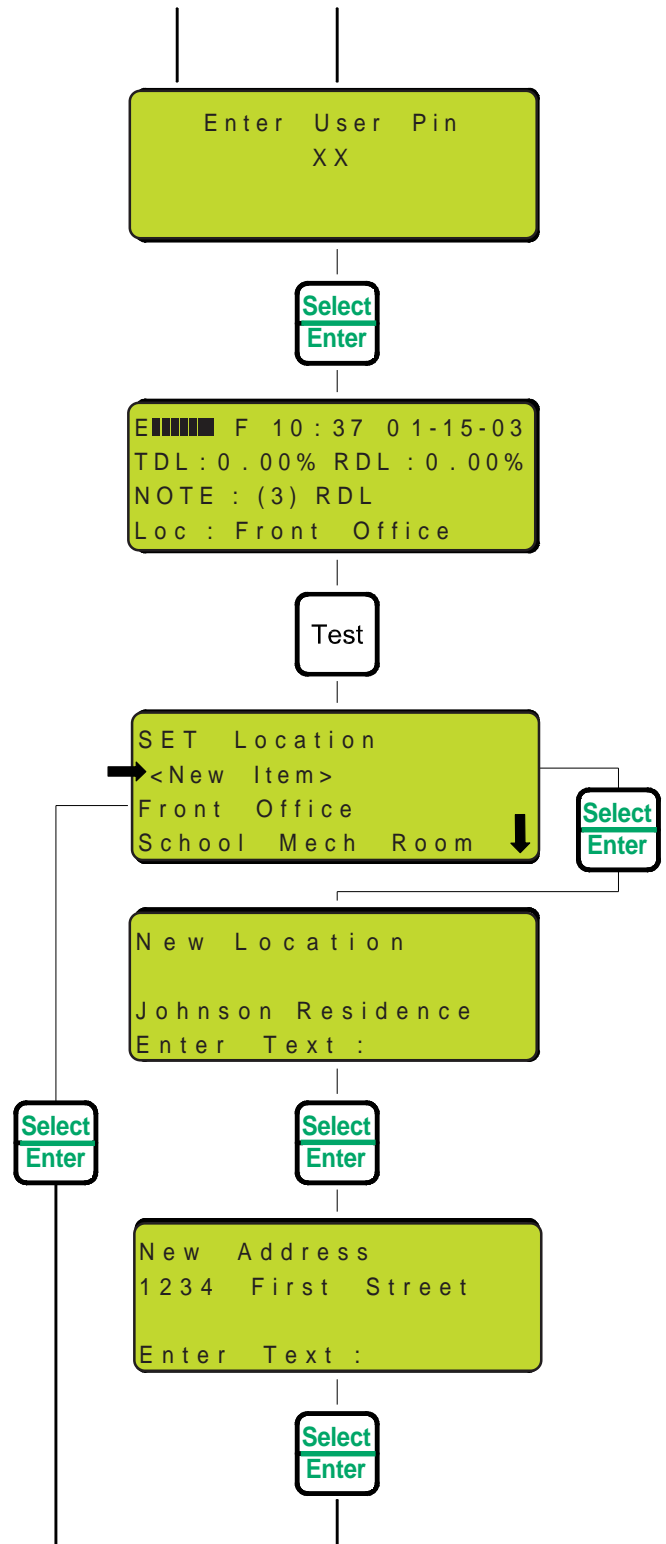 Enter User Pin
XX
Select
Enter
E F 10:37 01-15-03
TDL:0.00% RDL:0.00%
NOTE: (3) RDL
Loc: Front Office
Test
SET Location
<New Item>
Front Office
School Mech Room
Select
Enter
New Location
Johnson Residence
Enter Text:
Select
Enter
Select
Enter
New Address
1234 First Street
Enter Text:
Select
Enter